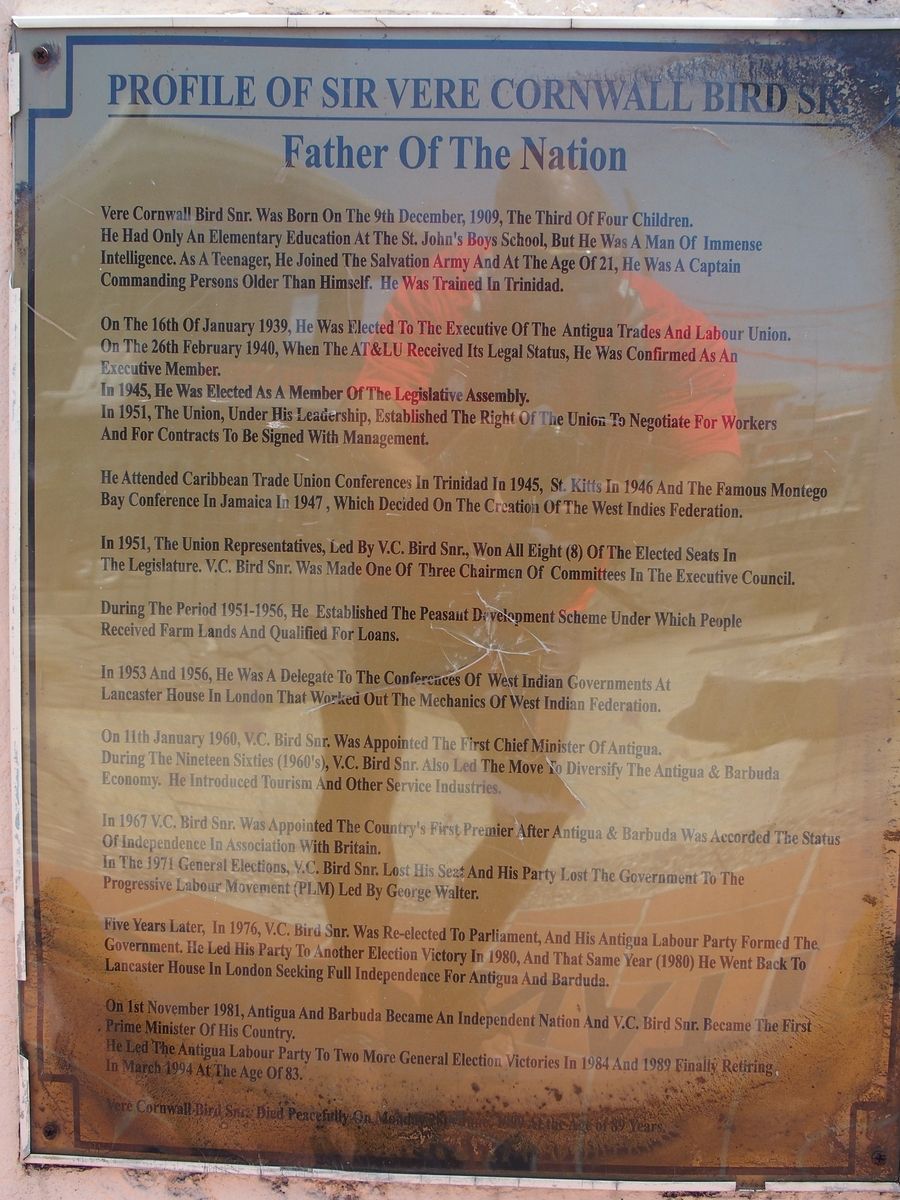 PROFILE OF SIR VERE CORNWALL BIRD SR.
Father Of The Nation
Vere Cornwall Bird Snr. Was Born On The 9th December, 1909, The Third Of Four Children.
He Had Only An Elementary Education At The St. John's Boys School, But He Was A Man Of Immense
Intelligence. As A Teenager, He Joined The Salvation Army And At The Age Of 21, He Was A Captain
Commanding Persons Older Than Himself. He Was Trained In Trinidad.
On The 16th Of January 1939, He Was Elected To The Executive Of The Antigua Trades And Labour Union.
On The 26th February 1940, When The AT&LU Received Its Legal Status, He Was Confirmed As An
Executive Member.
In 1945, He Was Elected As A Member Of The Legislative Assembly.
In 1951, The Union, Under His Leadership, Established The Right Of The Union To Negotiate For Workers
And For Contracts To Be Signed With Management.
He Attended Caribbean Trade Union Conferences In Trinidad In 1945, St. Kitts In 1946 And The Famous Montego
Bay Conference In Jamaica In 1947 , Which Decided On The Creation Of The West Indies Federation.
In 1951, The Union Representatives, Led By V.C. Bird Snr., Won All Eight (8) Of The Elected Seats In
The Legislature. V.C. Bird Snr. Was Made One Of Three Chairmen Of Committees In The Executive Council.
During The Period 1951-1956, He Established The Peasant Development Scheme Under Which People
Received Farm Lands And Qualified For Loans.
In 1953 And 1956, He Was A Delegate To The Conferences Of West Indian Governments At
Lancaster House In London That Worked Out The Mechanics Of West Indian Federation.
On 11th January 1960, V.C. Bird Snr. Was Appointed The First Chief Minister Of Antigua.
During The Nineteen Sixties (1960's), V.C. Bird Snr. Also Led The Move To Diversify The Antigua & Barbuda
Economy. He Introduced Tourism And Other Service Industries.
In 1967 V.C. Bird Snr. Was Appointed The Country's First Premier After Antigua & Barbuda Was Accorded The Status
Of Independence In Association With Britain.
In The 1971 General Elections, V.C. Bird Snr. Lost His Seat And His Party Lost The Government To The
Progressive Labour Movement (PLM) Led By George Walter.
Five Years Later, In 1976, V.C. Bird Snr. Was Re-elected To Parliament, And His Antigua Labour Party Formed The
Government. He Led His Party To Another Election Victory In 1980, And That Same Year (1980) He Went Back To
Lancaster House In London Seeking Full Independence For Antigua And Barduda.
On 1st November 1981, Antigua And Barbuda Became An Independent Nation And V.C. Bird Snr. Became The First
Prime Minister Of His Country.
He Led The Antigua Labour Party To Two More General Election Victories In 1984 And 1989 Finally Retiring
In March 1994 At The Age Of 83.
Vere Cornwall Bird Snr. Died Peacefully On At the Age of 89 Years.